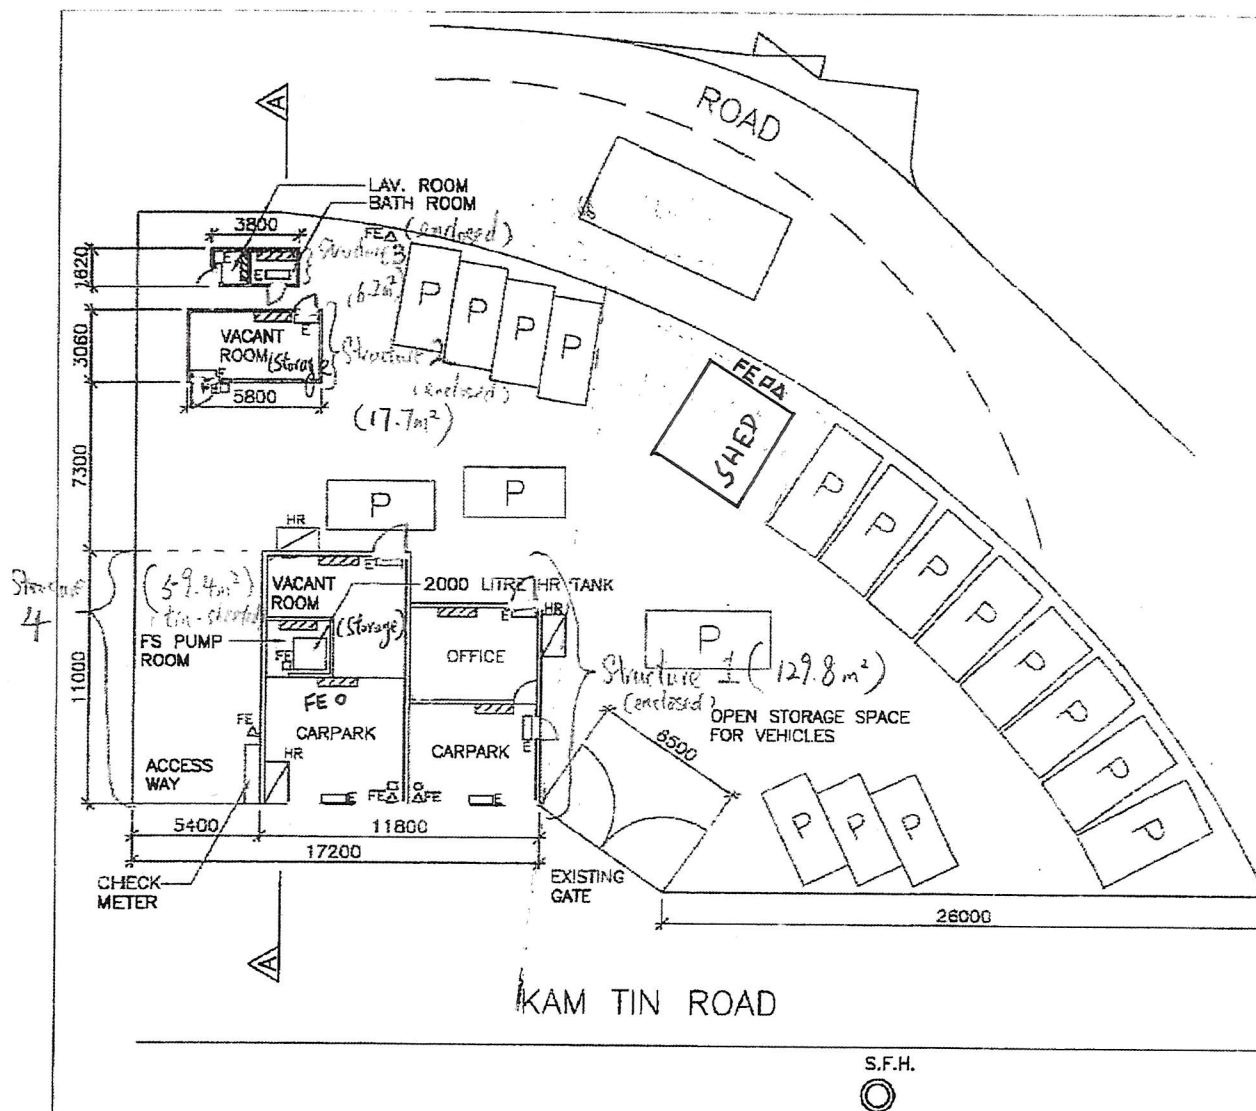 ROAD
A
LAV. ROOM
BATH ROOM
FE (enclosed)
3800
1620
E
E
Structure 3
(6.2m²)
P
P
P
P
3060
VACANT
ROOM
(Storage)
E
E
FE
5800
Structure 2
(enclosed)
(17.7m²)
FE
SHED
7300
P
P
P
P
P
P
P
P
P
HR
E
Structure
4
(59.4m²)
VACANT
ROOM
2000 LITRE HR TANK
HR
E
FS PUMP
ROOM
(Storage)
FE
OFFICE
P
Structure 1 (129.8m²)
(enclosed)
11000
FE
CARPARK
CARPARK
E
OPEN STORAGE SPACE
FOR VEHICLES
6500
FE
HR
ACCESS
WAY
E
FE
FE
E
P
P
P
5400
11800
17200
CHECK
METER
EXISTING
GATE
26000
A
KAM TIN ROAD
S.F.H.